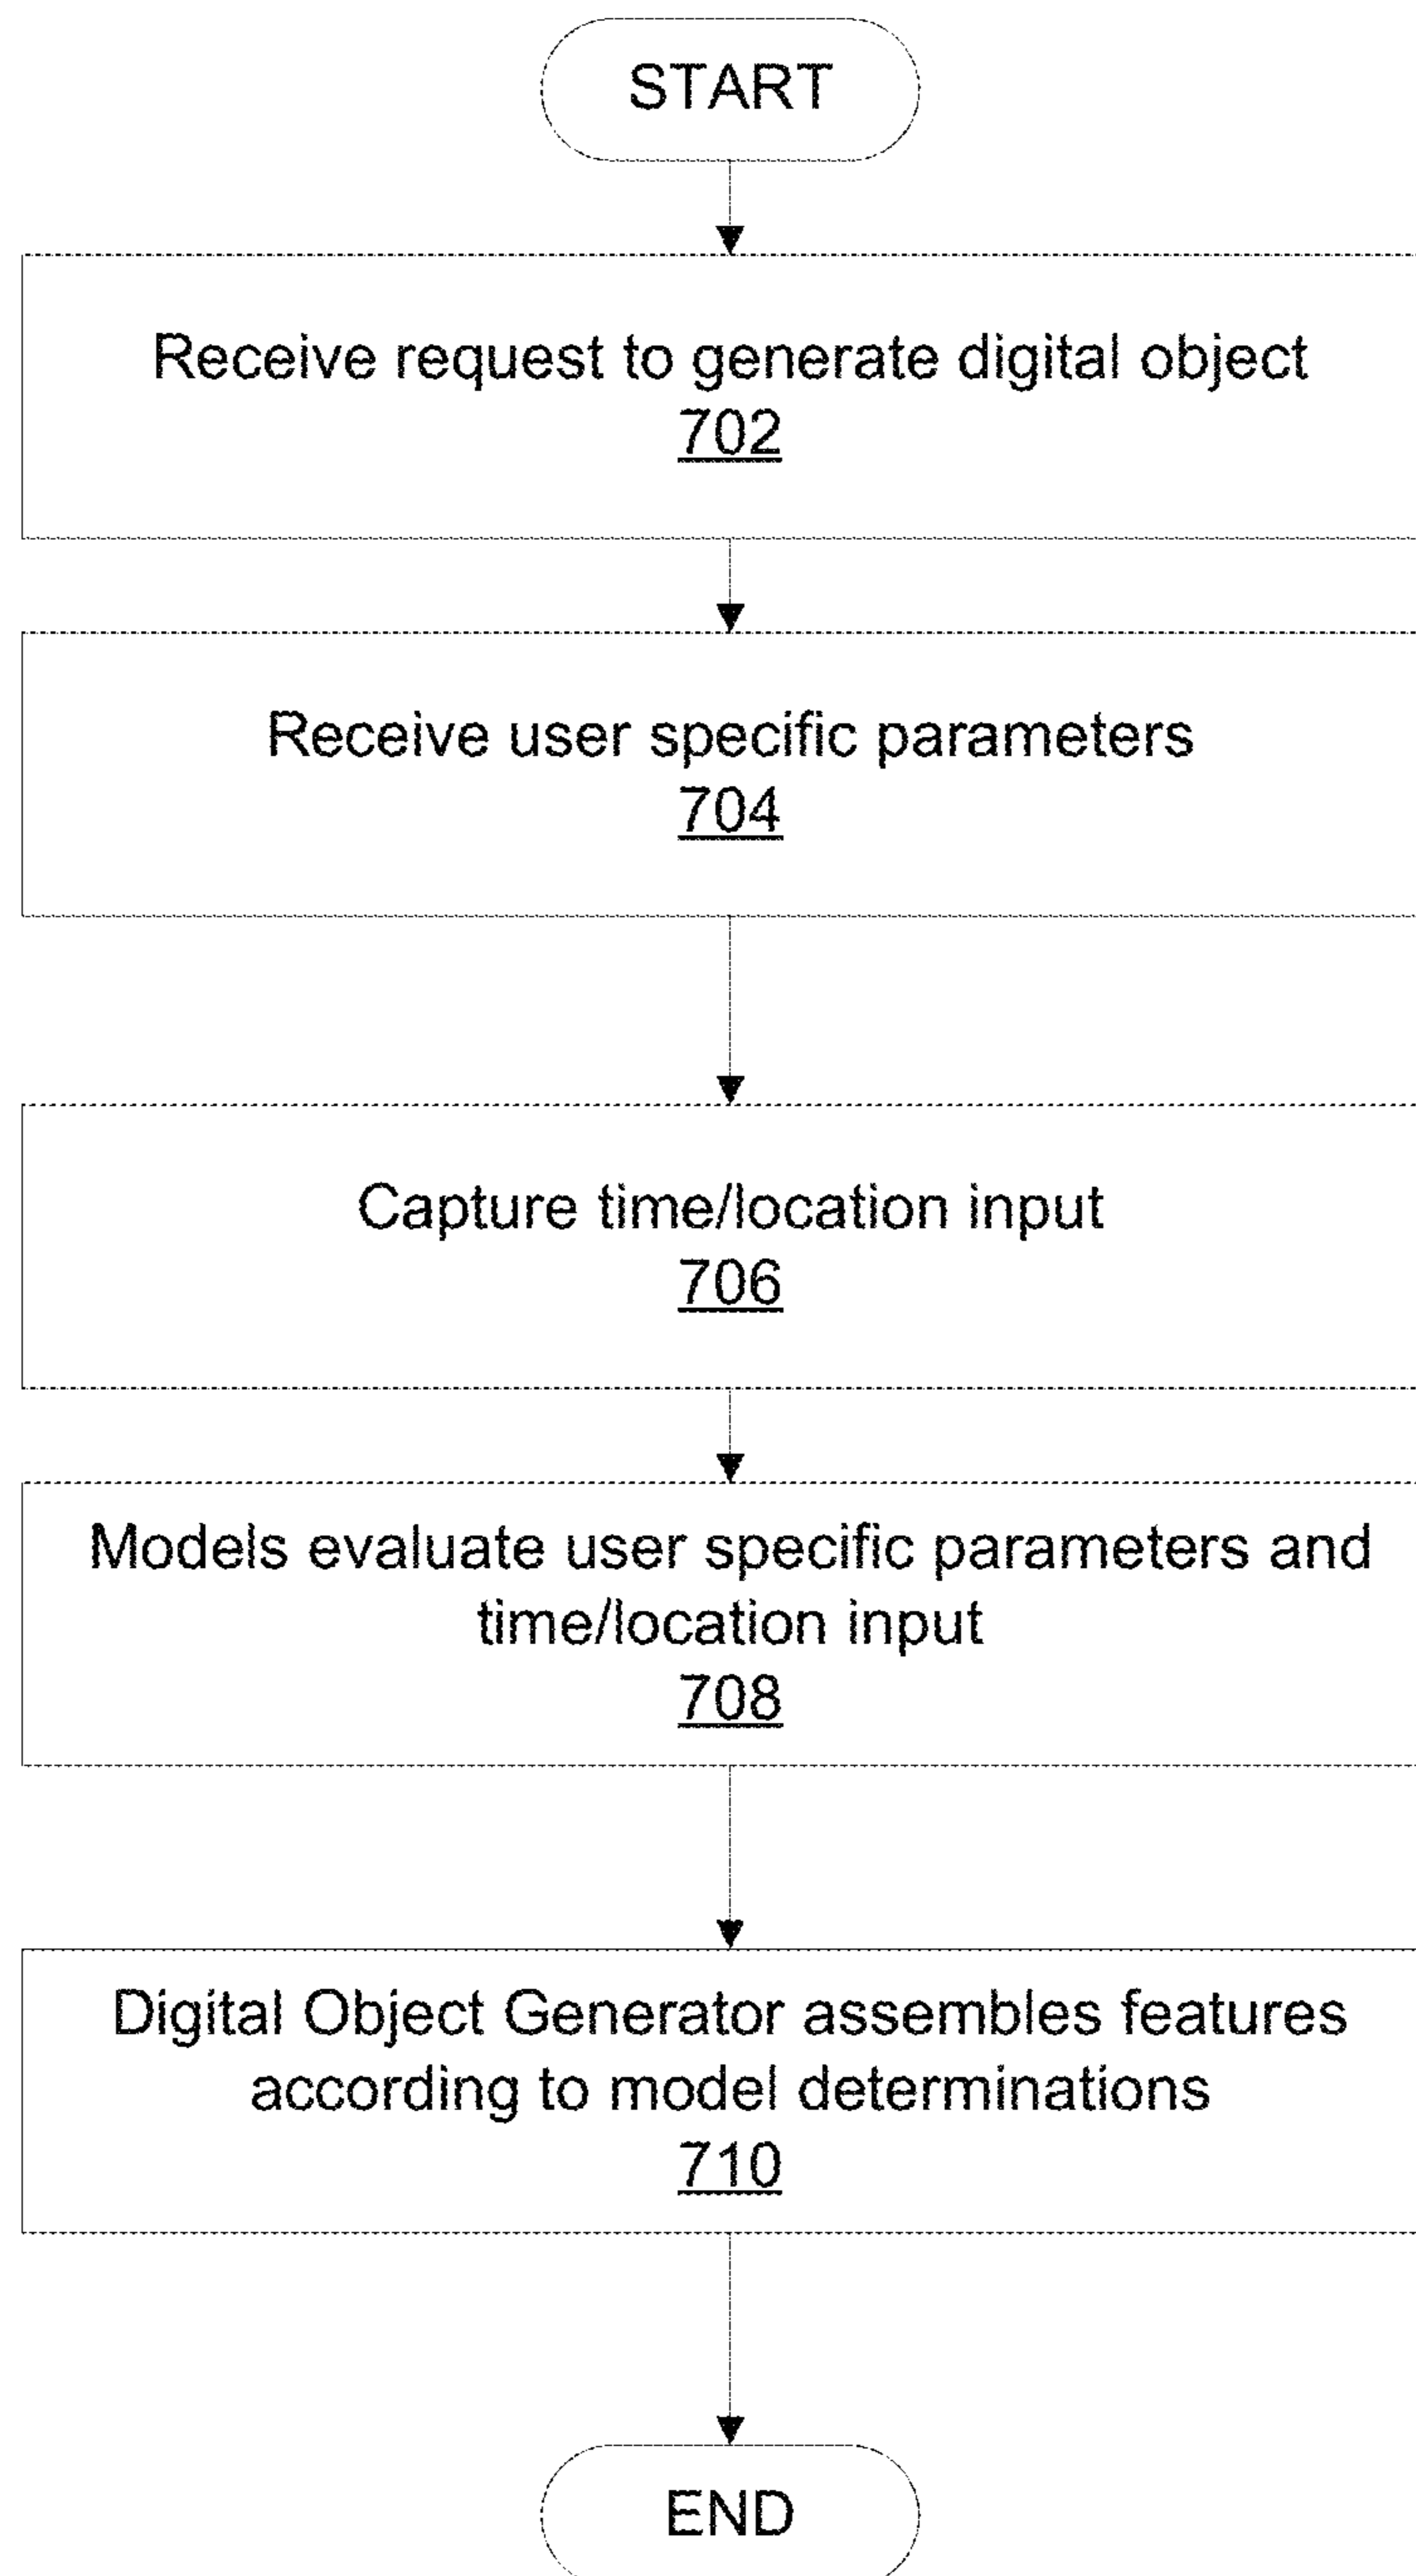 START
Receive request to generate digital object
702
Receive user specific parameters
704
Capture time/location input
706
Models evaluate user specific parameters and
time/location input
708
Digital Object Generator assembles features
according to model determinations
710
END